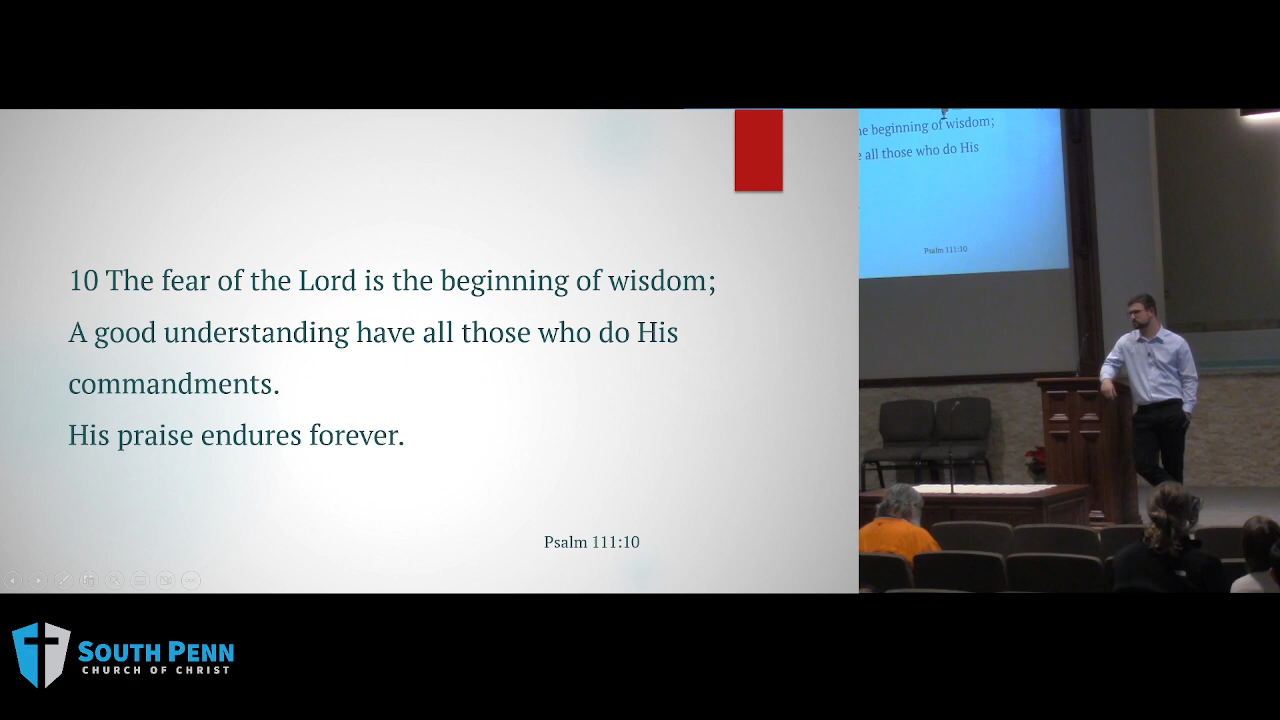 10 The fear of the Lord is the beginning of wisdom;
A good understanding have all those who do His
commandments.
His praise endures forever.
Psalm 111:10
he beginning of wisdom;
e all those who do His
Psalm 111:10
SOUTH PENN
CHURCH OF CHRIST